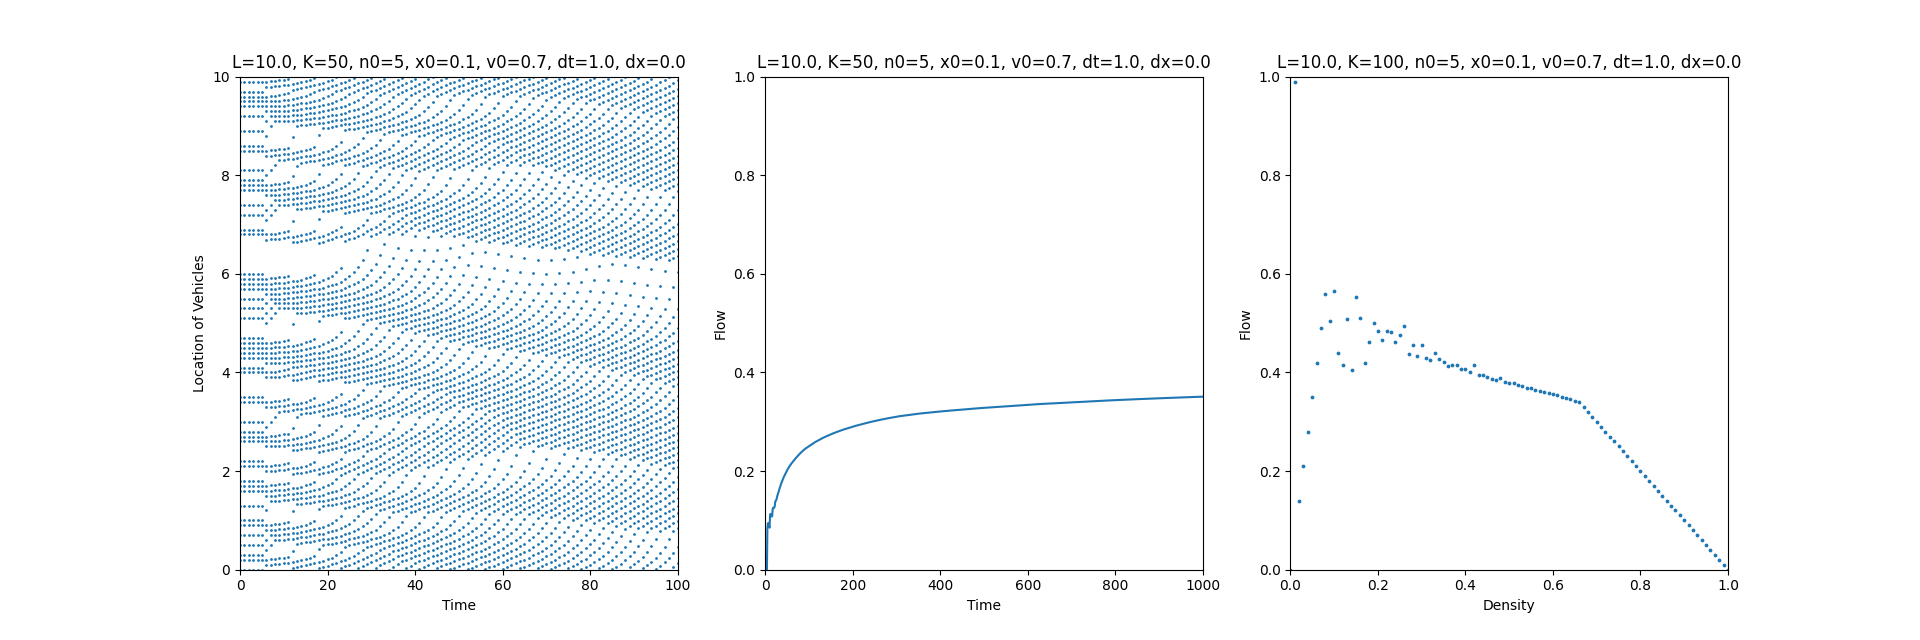 L=10.0, K=50, n0=5, x0=0.1, v0=0.7, dt=1.0, dx=0.0
10
8
6
4
2
0
Location of Vehicles
0 20 40 60 80 100
Time
L=10.0, K=50, n0=5, x0=0.1, v0=0.7, dt=1.0, dx=0.0
1.0
0.8
0.6
0.4
0.2
0.0
Flow
0 200 400 600 800 1000
Time
L=10.0, K=100, n0=5, x0=0.1, v0=0.7, dt=1.0, dx=0.0
1.0
0.8
0.6
0.4
0.2
0.0
Flow
0.0 0.2 0.4 0.6 0.8 1.0
Density